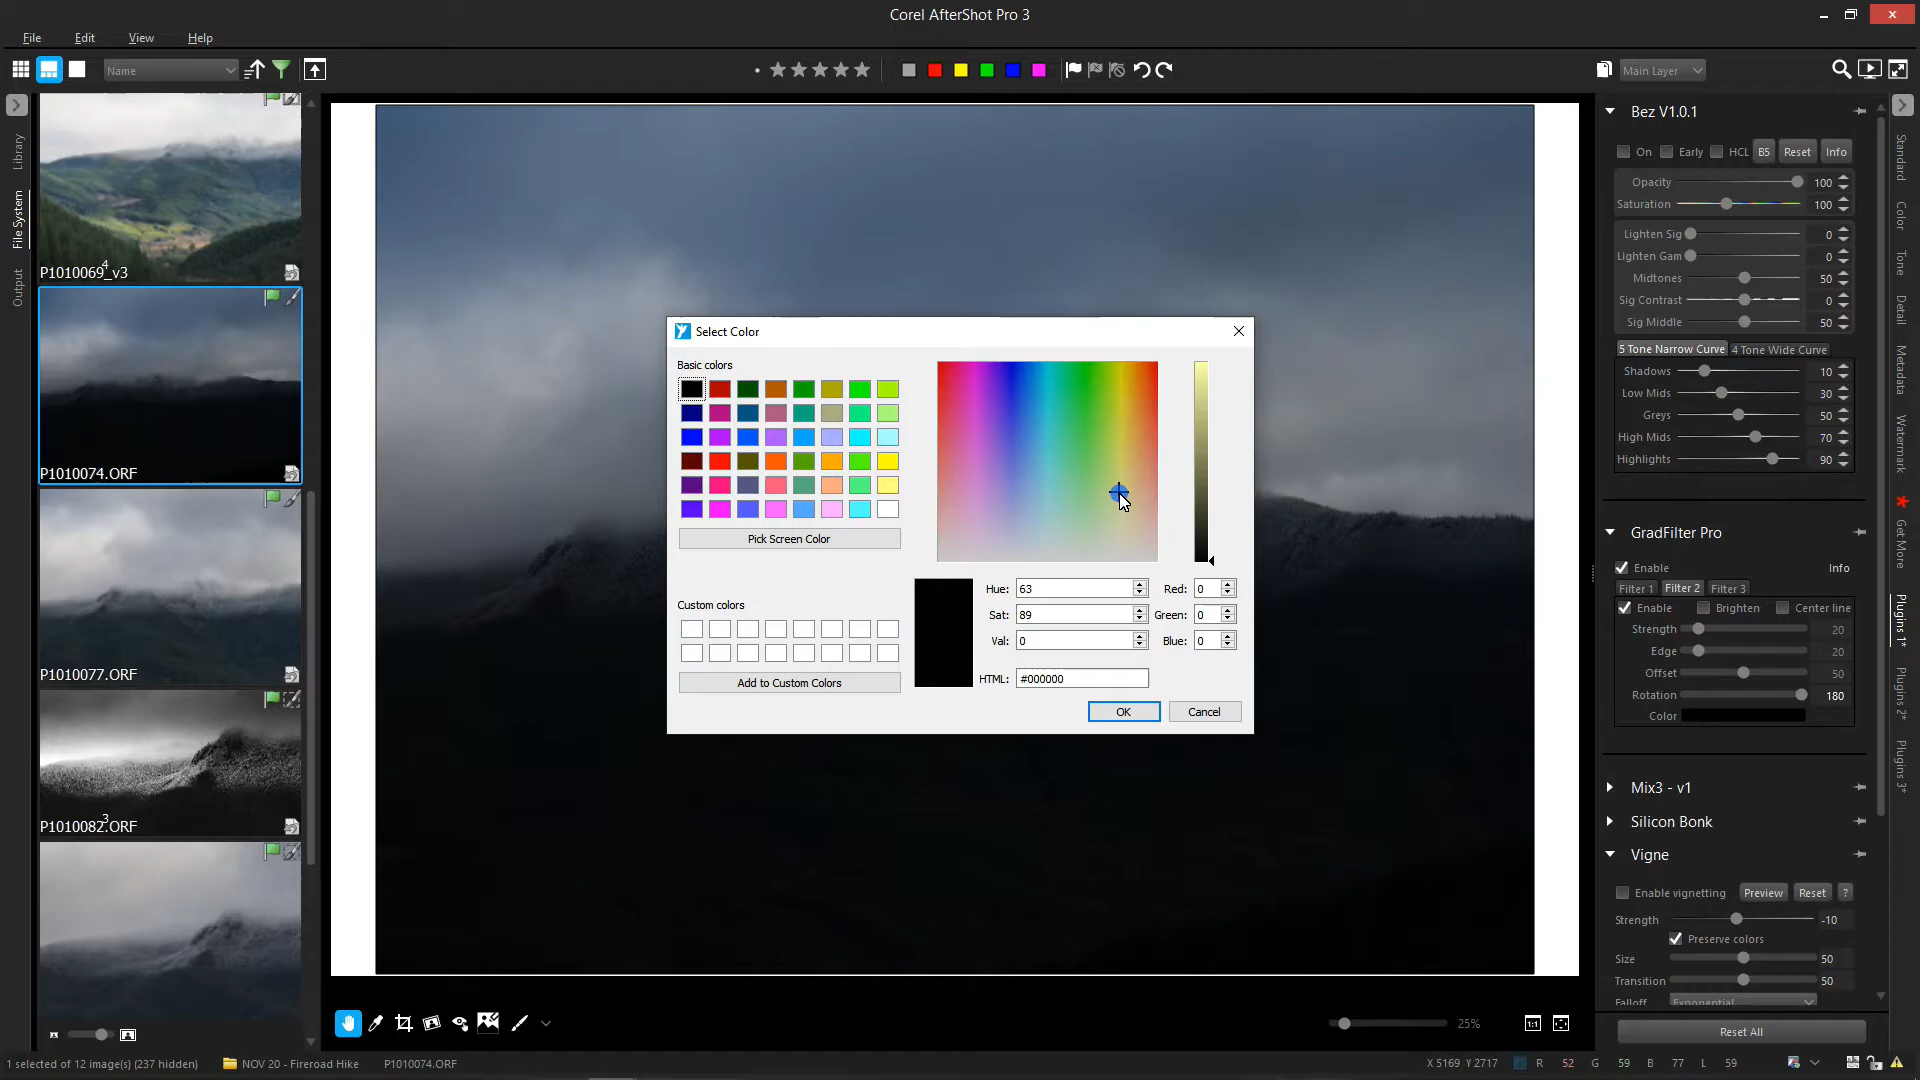 Corel AfterShot Pro 3
File Edit View Help
Name
Main Layer
Library
File System
Output
4
P1010069_v3
P1010074.ORF
P1010077.ORF
3
P1010082.ORF
Select Color
Basic colors
Pick Screen Color
Custom colors
Add to Custom Colors
Hue: 63 Red: 0
Sat: 89 Green: 0
Val: 0 Blue: 0
HTML: #000000
OK Cancel
Bez V1.0.1
On Early HCL B5 Reset Info
Opacity 100
Saturation 100
Lighten Sig 0
Lighten Gam 0
Midtones 50
Sig Contrast 0
Sig Middle 50
5 Tone Narrow Curve 4 Tone Wide Curve
Shadows 10
Low Mids 30
Greys 50
High Mids 70
Highlights 90
GradFilter Pro
Enable Info
Filter 1 Filter 2 Filter 3
Enable Brighten Center line
Strength 20
Edge 20
Offset 50
Rotation 180
Color
Mix3 - v1
Silicon Bonk
Vigne
Enable vignetting Preview Reset ?
Strength -10
Preserve colors
Size 50
Transition 50
Falloff Exponential
Reset All
Standard
Color
Tone
Detail
Metadata
Watermark
Get More
Plugins 1*
Plugins 2*
Plugins 3*
25%
1:1
1 selected of 12 image(s) (237 hidden) NOV 20 - Fireroad Hike P1010074.ORF
X 5169 Y 2717 R 52 G 59 B 77 L 59